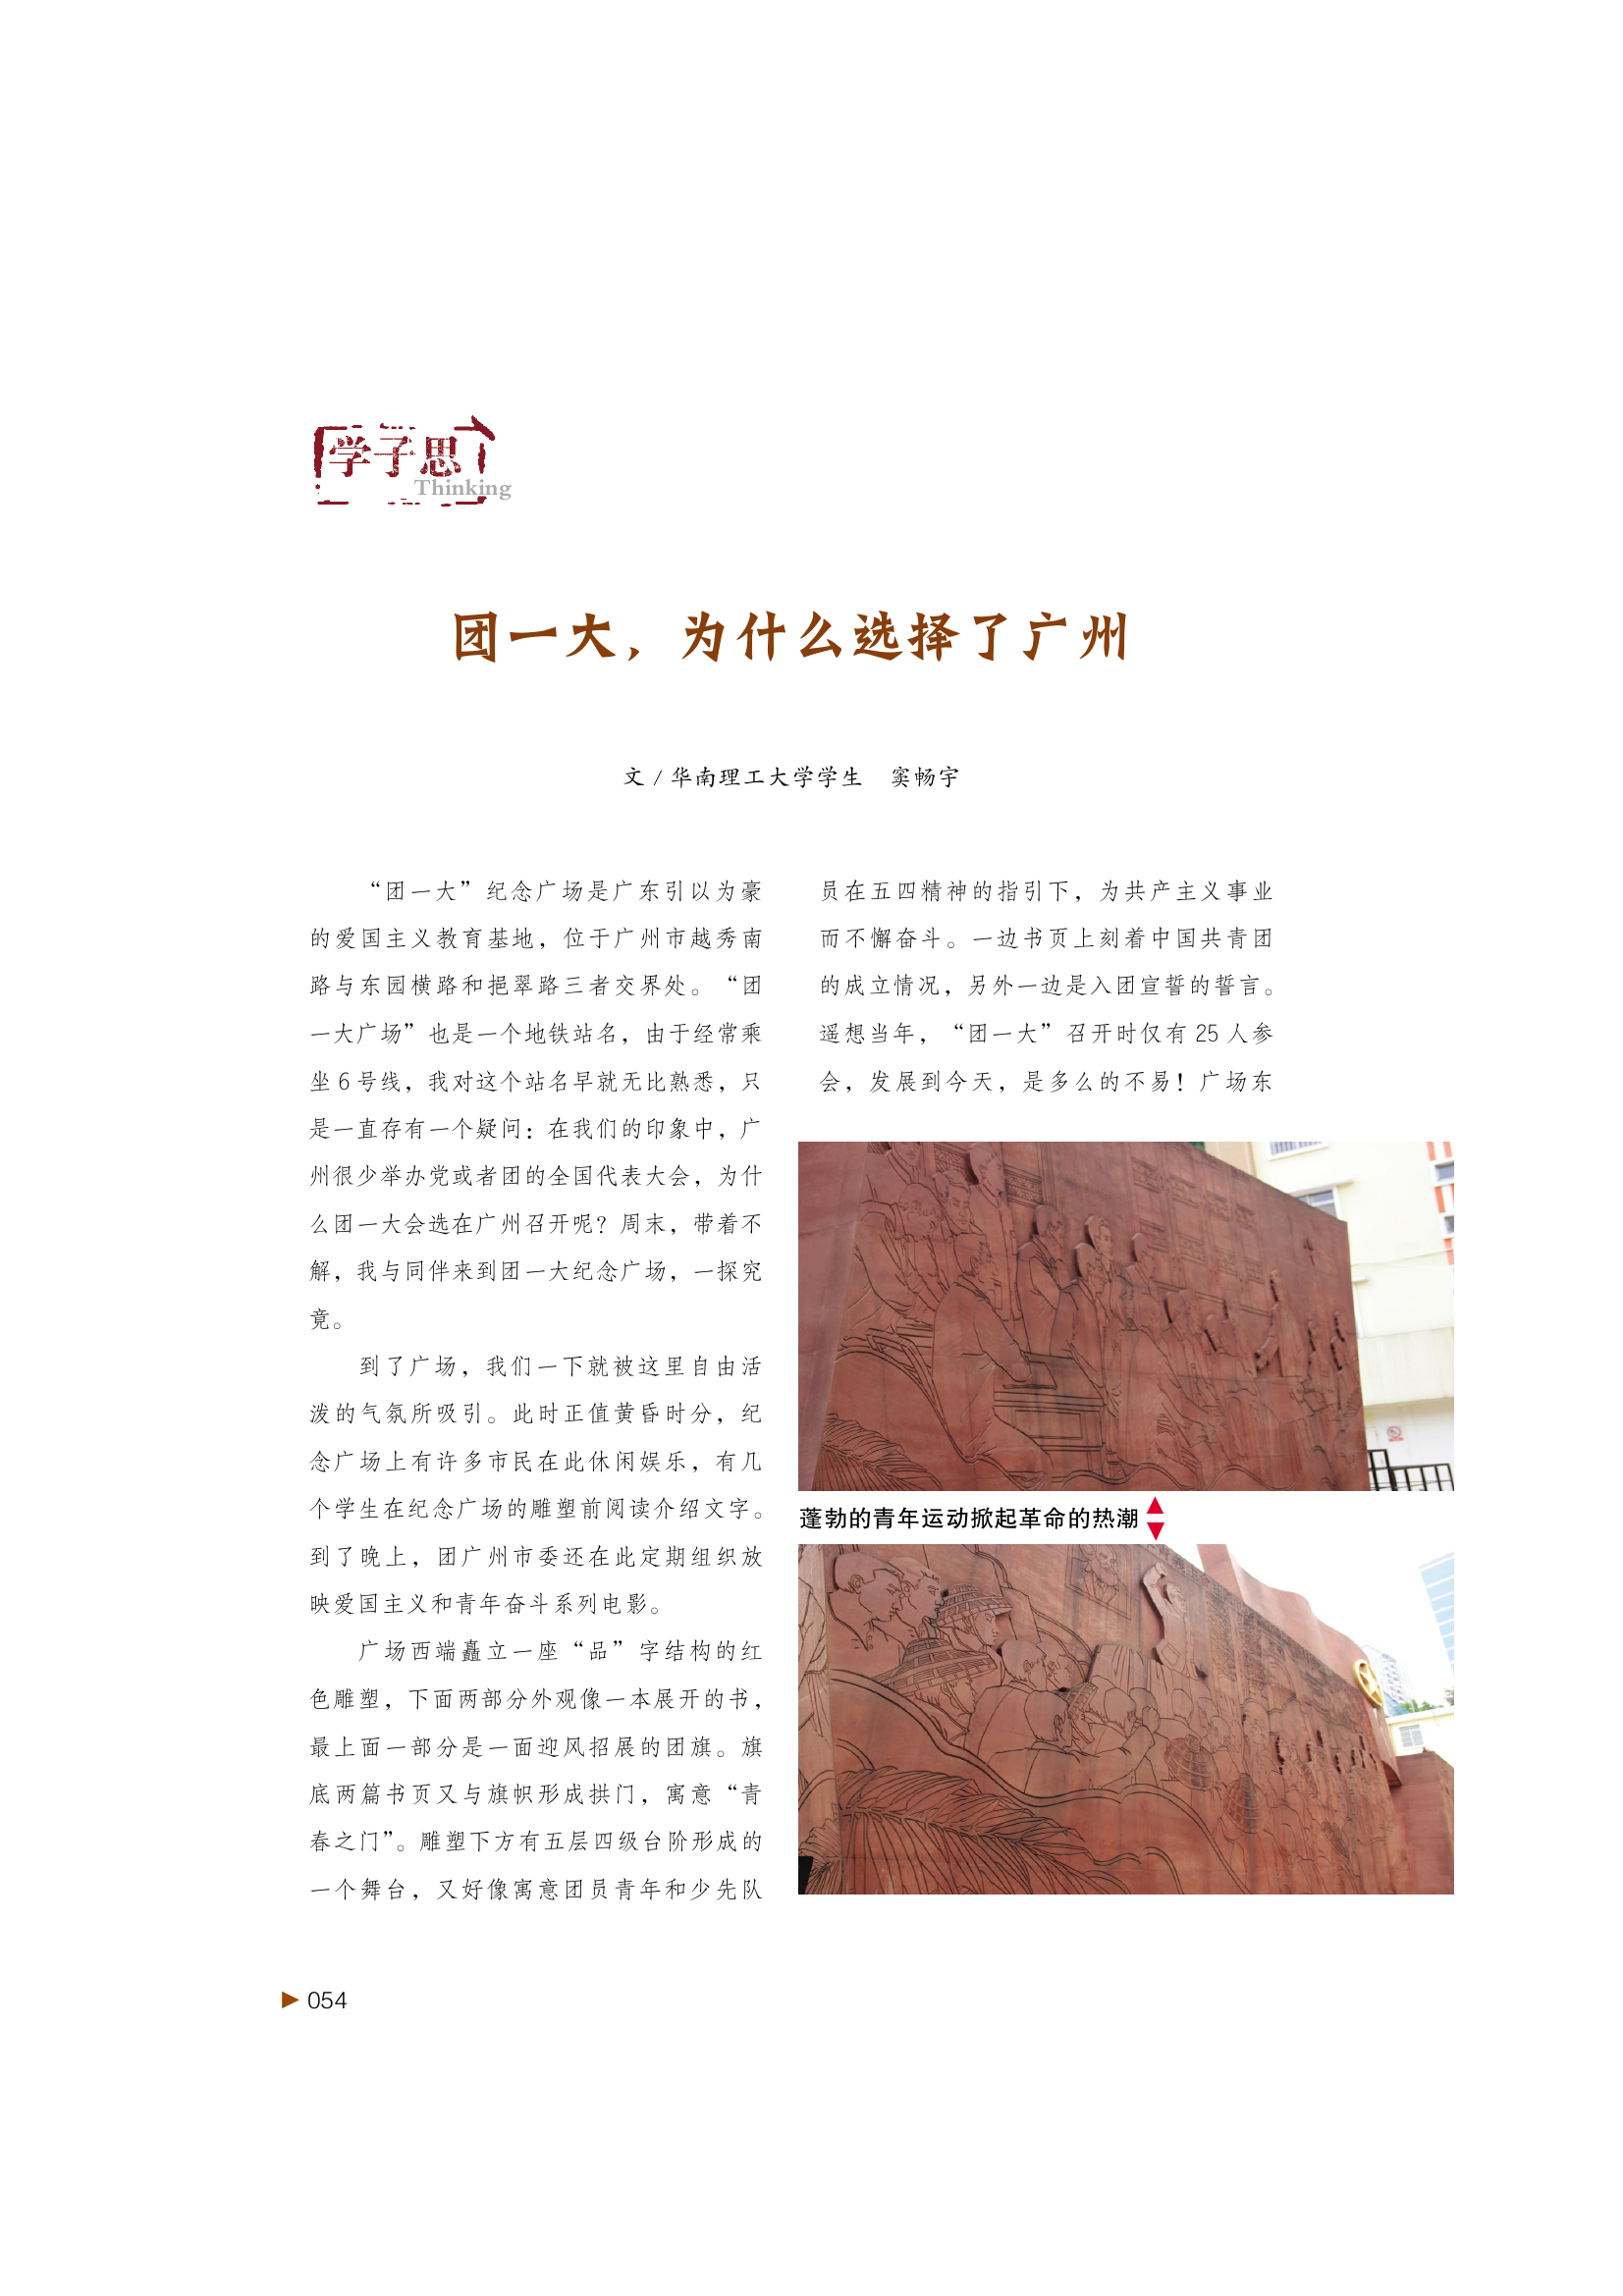 学子思
Thinking
团一大，为什么选择了广州
文 / 华南理工大学学生　窦畅宇
“团一大”纪念广场是广东引以为豪
的爱国主义教育基地，位于广州市越秀南
路与东园横路和挹翠路三者交界处。“团
一大广场”也是一个地铁站名，由于经常乘
坐 6 号线，我对这个站名早就无比熟悉，只
是一直存有一个疑问：在我们的印象中，广
州很少举办党或者团的全国代表大会，为什
么团一大会选在广州召开呢？周末，带着不
解，我与同伴来到团一大纪念广场，一探究
竟。
到了广场，我们一下就被这里自由活
泼的气氛所吸引。此时正值黄昏时分，纪
念广场上有许多市民在此休闲娱乐，有几
个学生在纪念广场的雕塑前阅读介绍文字。
到了晚上，团广州市委还在此定期组织放
映爱国主义和青年奋斗系列电影。
广场西端矗立一座“品”字结构的红
色雕塑，下面两部分外观像一本展开的书，
最上面一部分是一面迎风招展的团旗。旗
底两篇书页又与旗帜形成拱门，寓意“青
春之门”。雕塑下方有五层四级台阶形成的
一个舞台，又好像寓意团员青年和少先队
员在五四精神的指引下，为共产主义事业
而不懈奋斗。一边书页上刻着中国共青团
的成立情况，另外一边是入团宣誓的誓言。
遥想当年，“团一大”召开时仅有 25 人参
会，发展到今天，是多么的不易！广场东
蓬勃的青年运动掀起革命的热潮
054